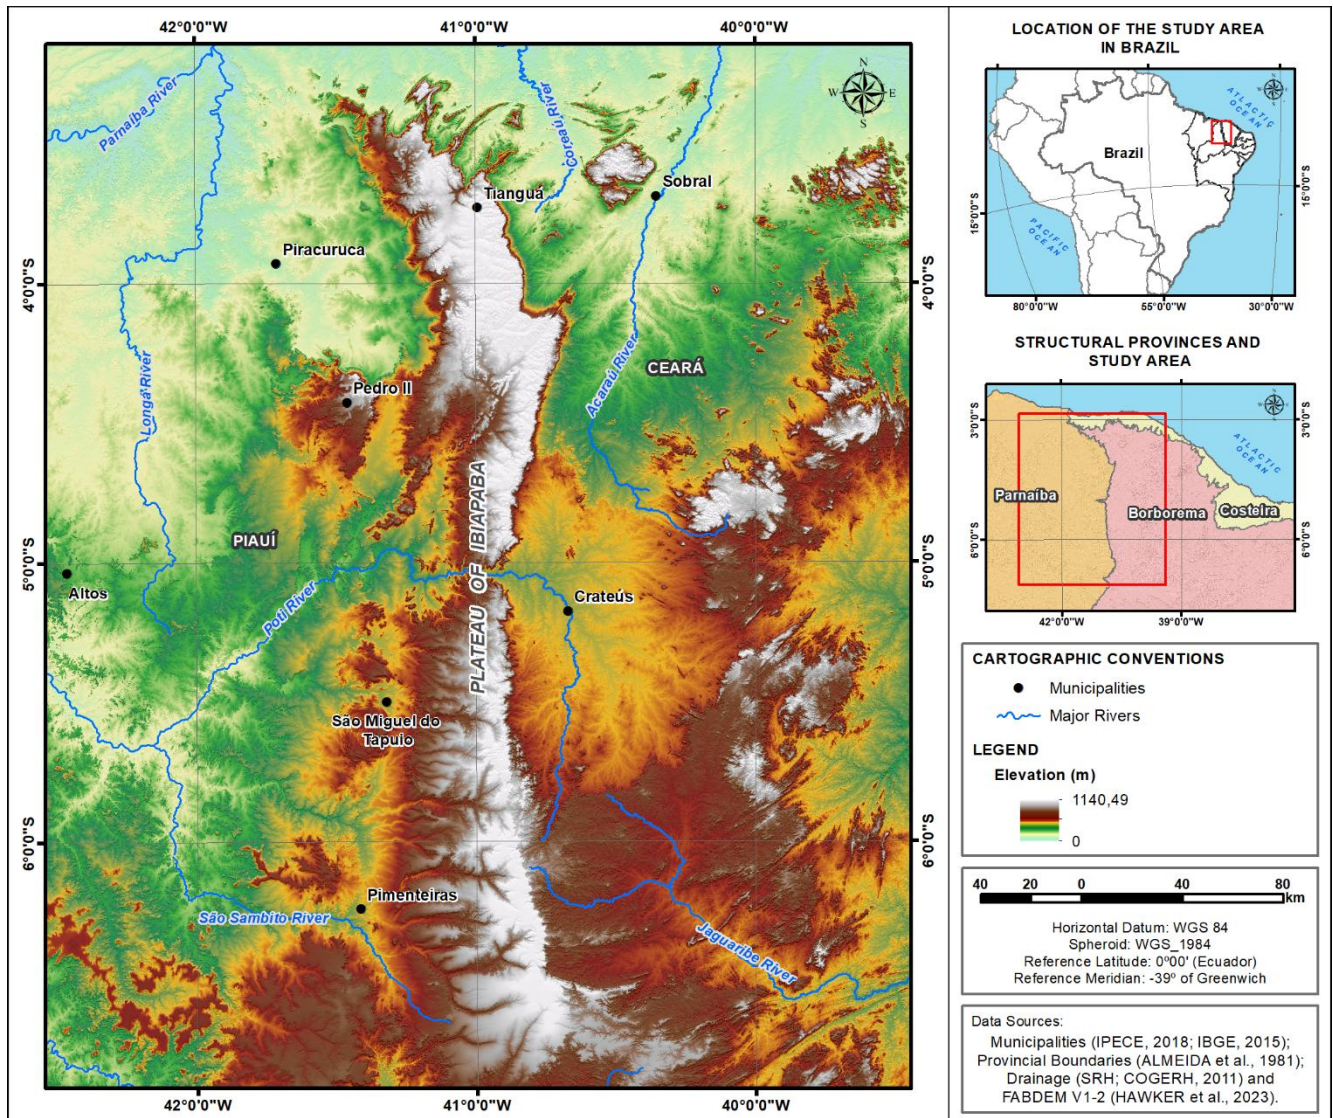 42°0'0"W
41°0'0"W
40°0'0"W
Parnaíba River
Coreaú River
N
W
E
S
Tianguá
Sobral
Piracuruca
4°0'0"S
4°0'0"S
CEARÁ
Pedro II
Acaraú River
Longá River
PLATEAU OF IBIAPABA
PIAUÍ
5°0'0"S
5°0'0"S
Altos
Poti River
Crateús
São Miguel do
Tapuio
6°0'0"S
6°0'0"S
Pimenteiras
São Sambito River
Jaguaribe River
42°0'0"W
41°0'0"W
40°0'0"W
LOCATION OF THE STUDY AREA
IN BRAZIL
ATLACTIC
OCEAN
Brazil
PACIFIC
OCEAN
15°0'0"S
15°0'0"S
80°0'0"W
55°0'0"W
30°0'0"W
STRUCTURAL PROVINCES AND
STUDY AREA
3°0'0"S
3°0'0"S
ATLACTIC
OCEAN
Parnaíba
Borborema
Costeira
6°0'0"S
6°0'0"S
42°0'0"W
39°0'0"W
CARTOGRAPHIC CONVENTIONS
Municipalities
Major Rivers
LEGEND
Elevation (m)
1140,49
0
40 20 0 40 80
km
Horizontal Datum: WGS 84
Spheroid: WGS_1984
Reference Latitude: 0º00' (Ecuador)
Reference Meridian: -39º of Greenwich
Data Sources:
Municipalities (IPECE, 2018; IBGE, 2015);
Provincial Boundaries (ALMEIDA et al., 1981);
Drainage (SRH; COGERH, 2011) and
FABDEM V1-2 (HAWKER et al., 2023).